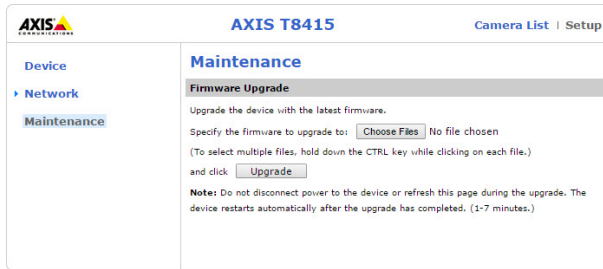 AXIS
COMMUNICATIONS
AXIS T8415
Camera List | Setup
Device
Network
Maintenance
Maintenance
Firmware Upgrade
Upgrade the device with the latest firmware.
Specify the firmware to upgrade to: Choose Files No file chosen
(To select multiple files, hold down the CTRL key while clicking on each file.)
and click Upgrade
Note: Do not disconnect power to the device or refresh this page during the upgrade. The
device restarts automatically after the upgrade has completed. (1-7 minutes.)